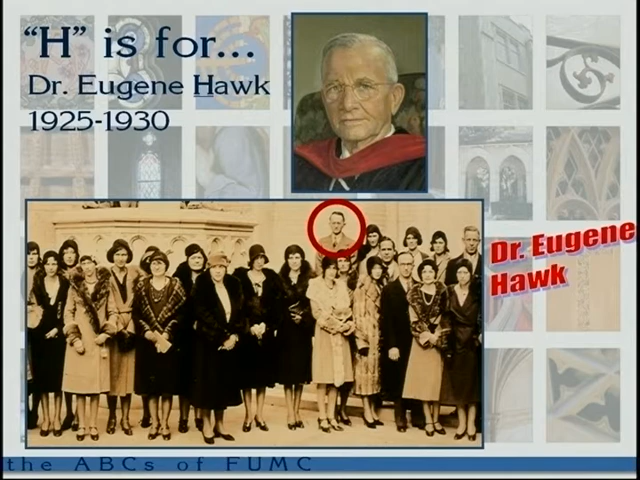 “H” is for...
Dr. Eugene Hawk
1925-1930
Dr. Eugene
Hawk
the ABCs of FUMC